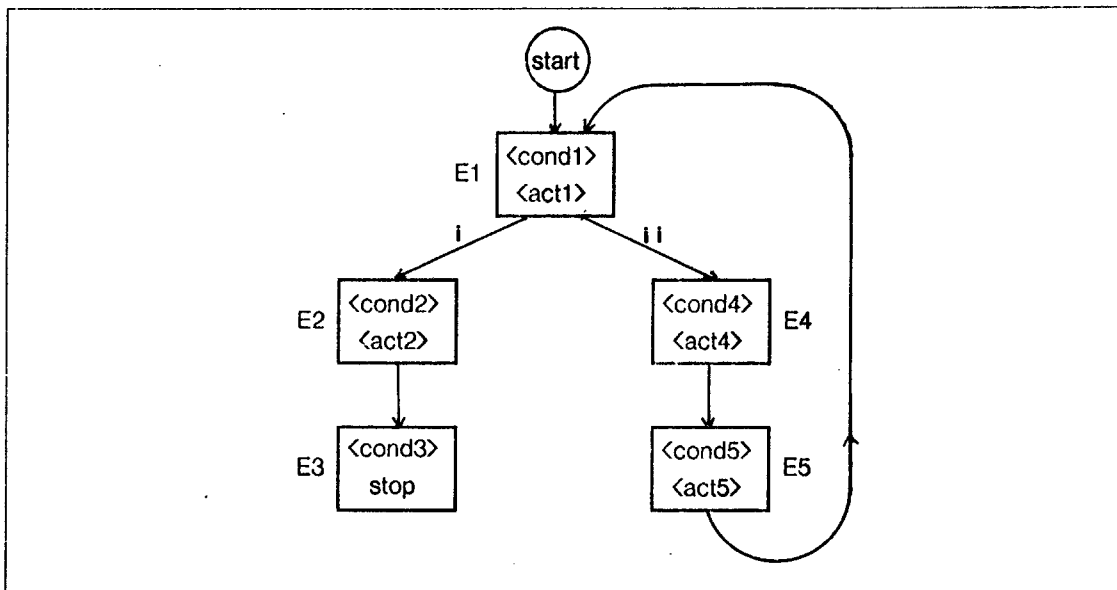 start
<cond1>
E1
<act1>
i
ii
<cond2>
E2
<act2>
<cond4>
E4
<act4>
<cond3>
E3
stop
<cond5>
E5
<act5>